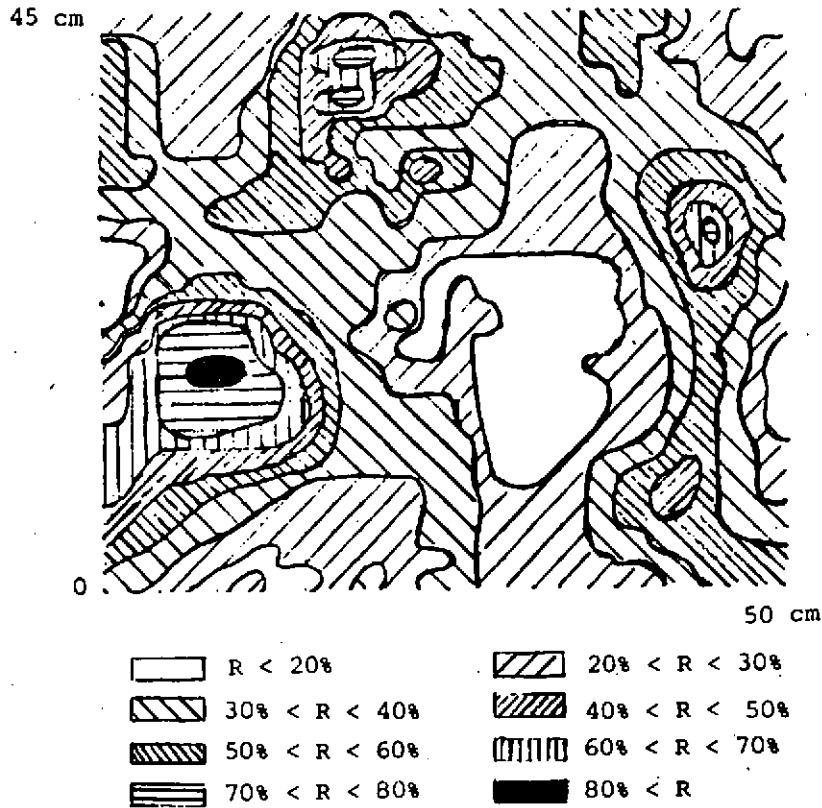 45 cm
0
50 cm
R < 20%
20% < R < 30%
30% < R < 40%
40% < R < 50%
50% < R < 60%
60% < R < 70%
70% < R < 80%
80% < R